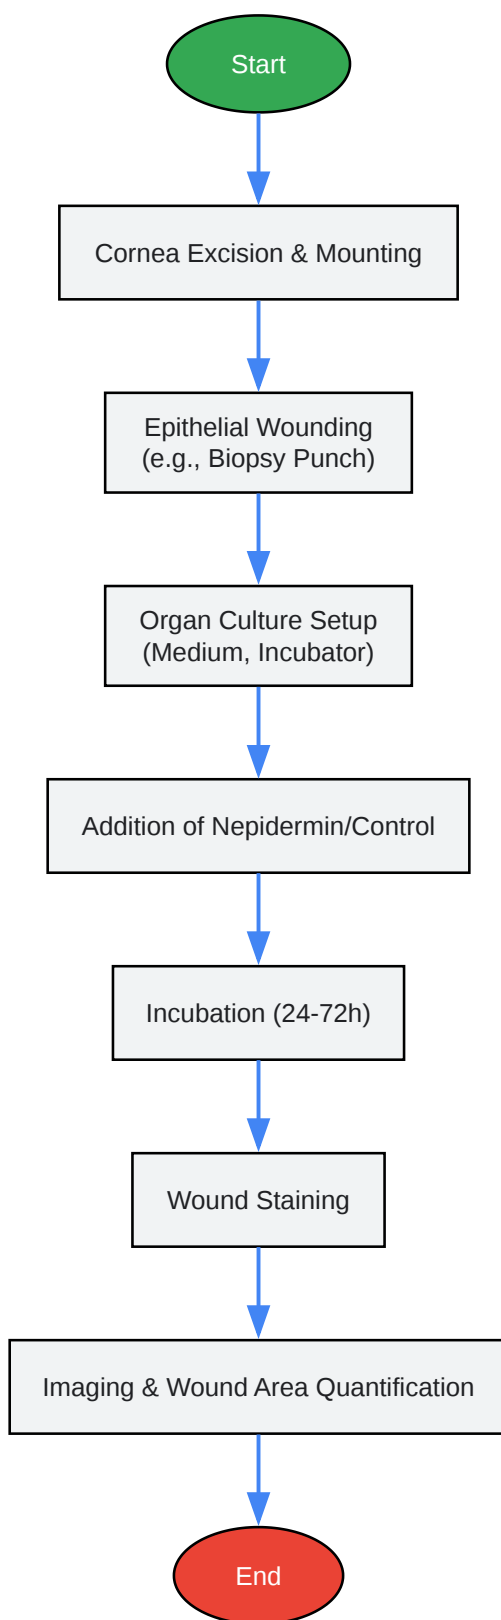 Start
Cornea Excision & Mounting
Epithelial Wounding
(e.g., Biopsy Punch)
Organ Culture Setup
(Medium, Incubator)
Addition of Nepidermin/Control
Incubation (24-72h)
Wound Staining
Imaging & Wound Area Quantification
End